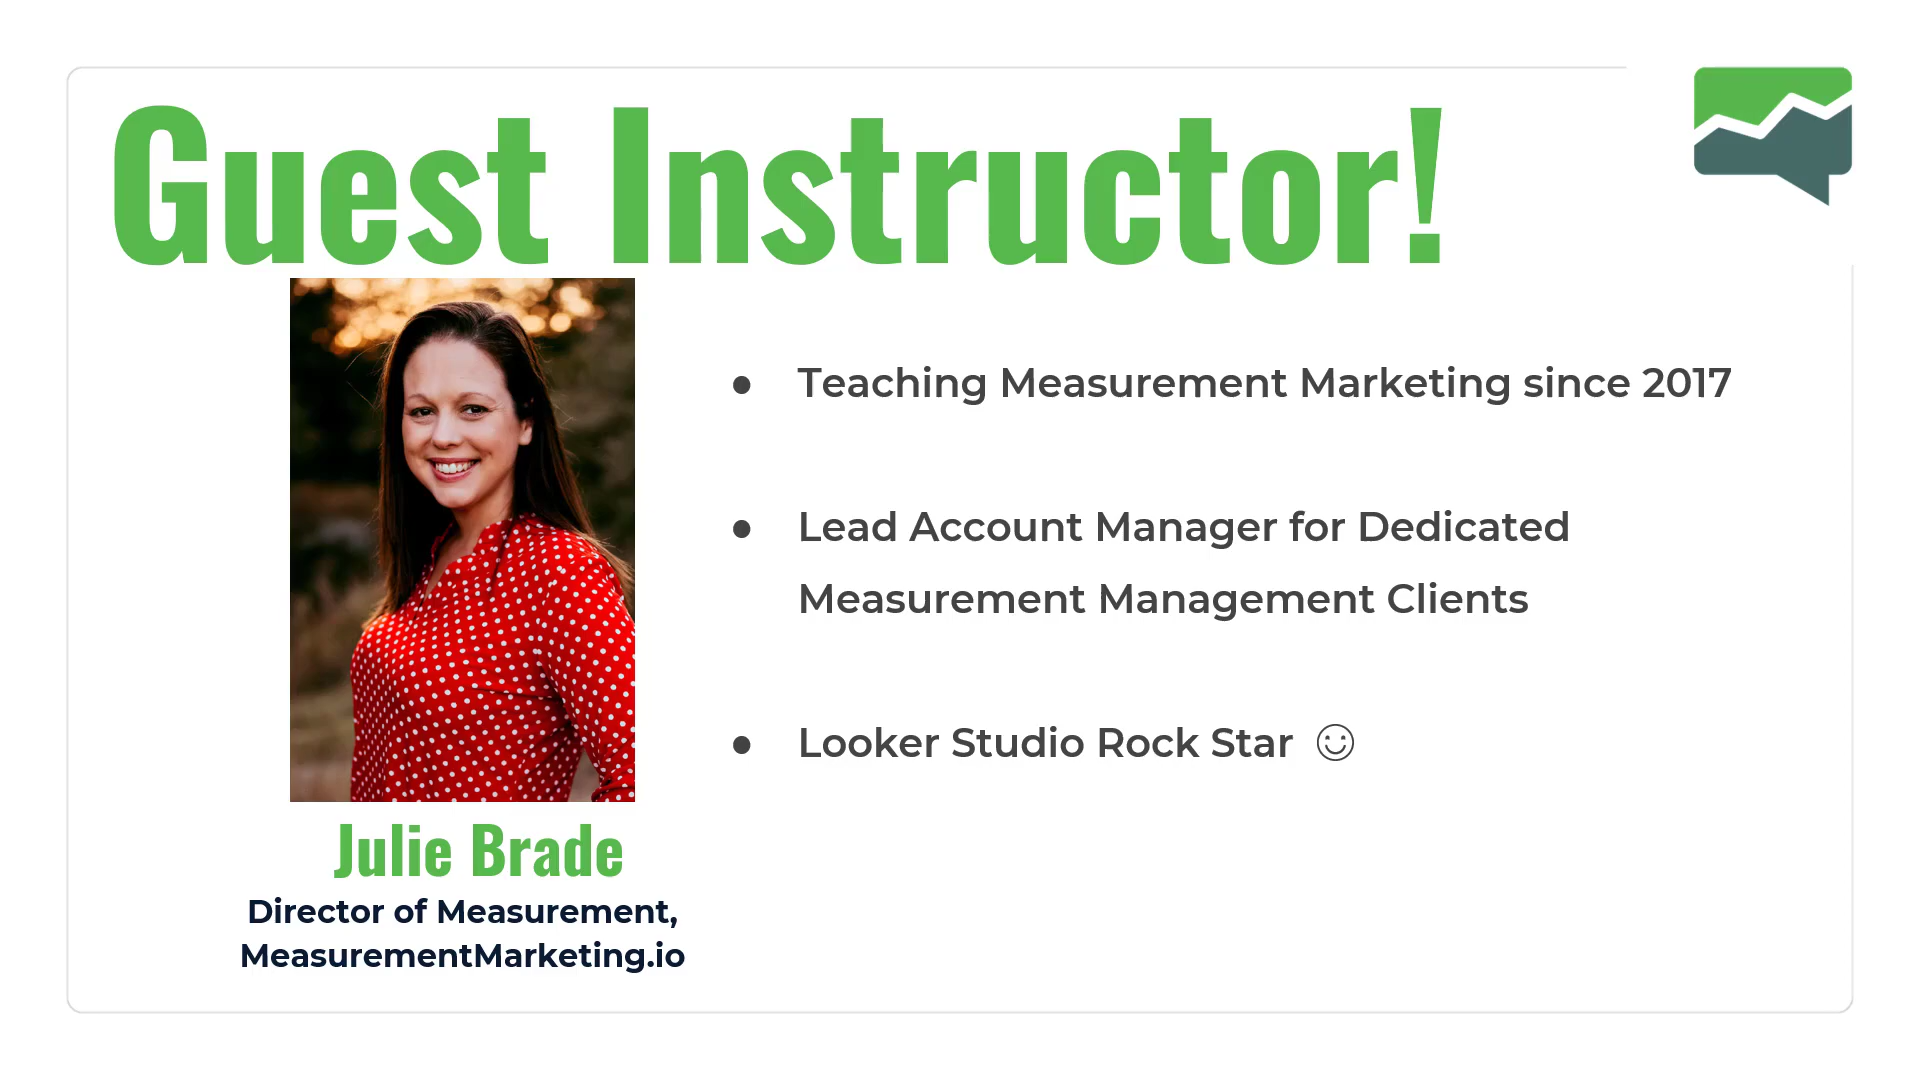 Guest Instructor!
● Teaching Measurement Marketing since 2017
● Lead Account Manager for Dedicated
Measurement Management Clients
● Looker Studio Rock Star ☺
Julie Brade
Director of Measurement,
MeasurementMarketing.io